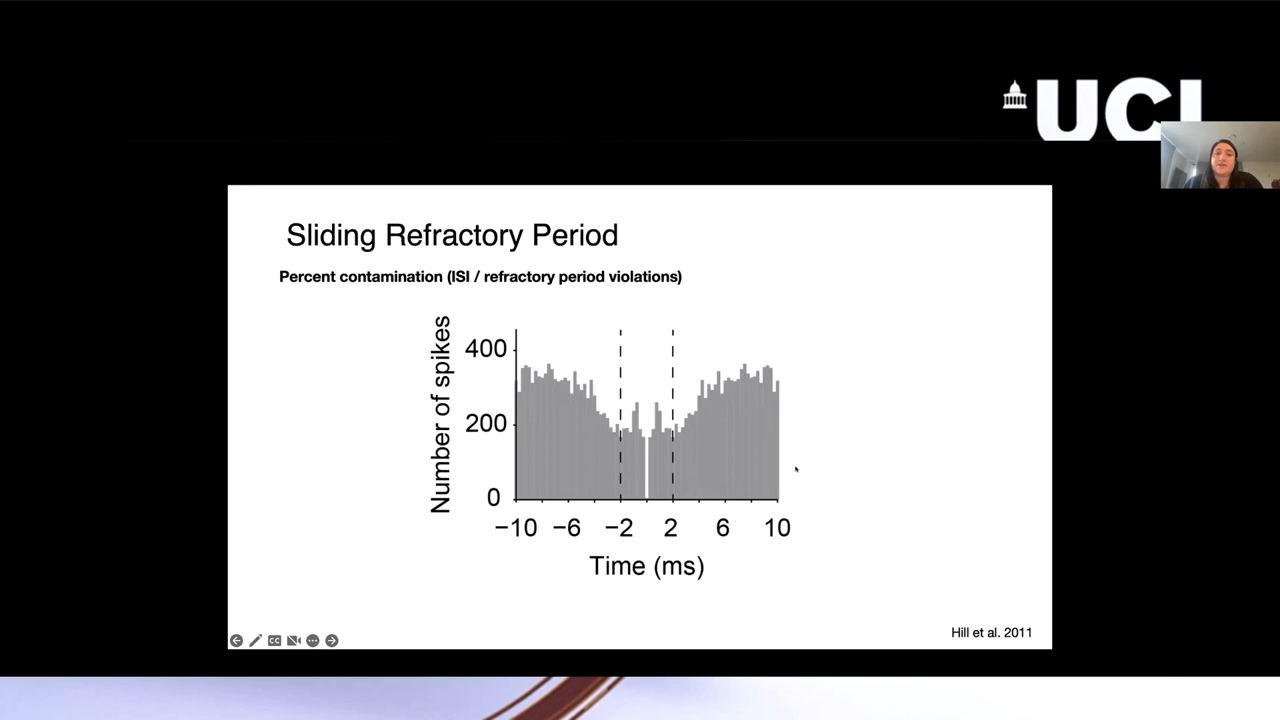 UCL
Sliding Refractory Period
Percent contamination (ISI / refractory period violations)
Number of spikes
400
200
0
−10 −6 −2 2 6 10
Time (ms)
CC
Hill et al. 2011